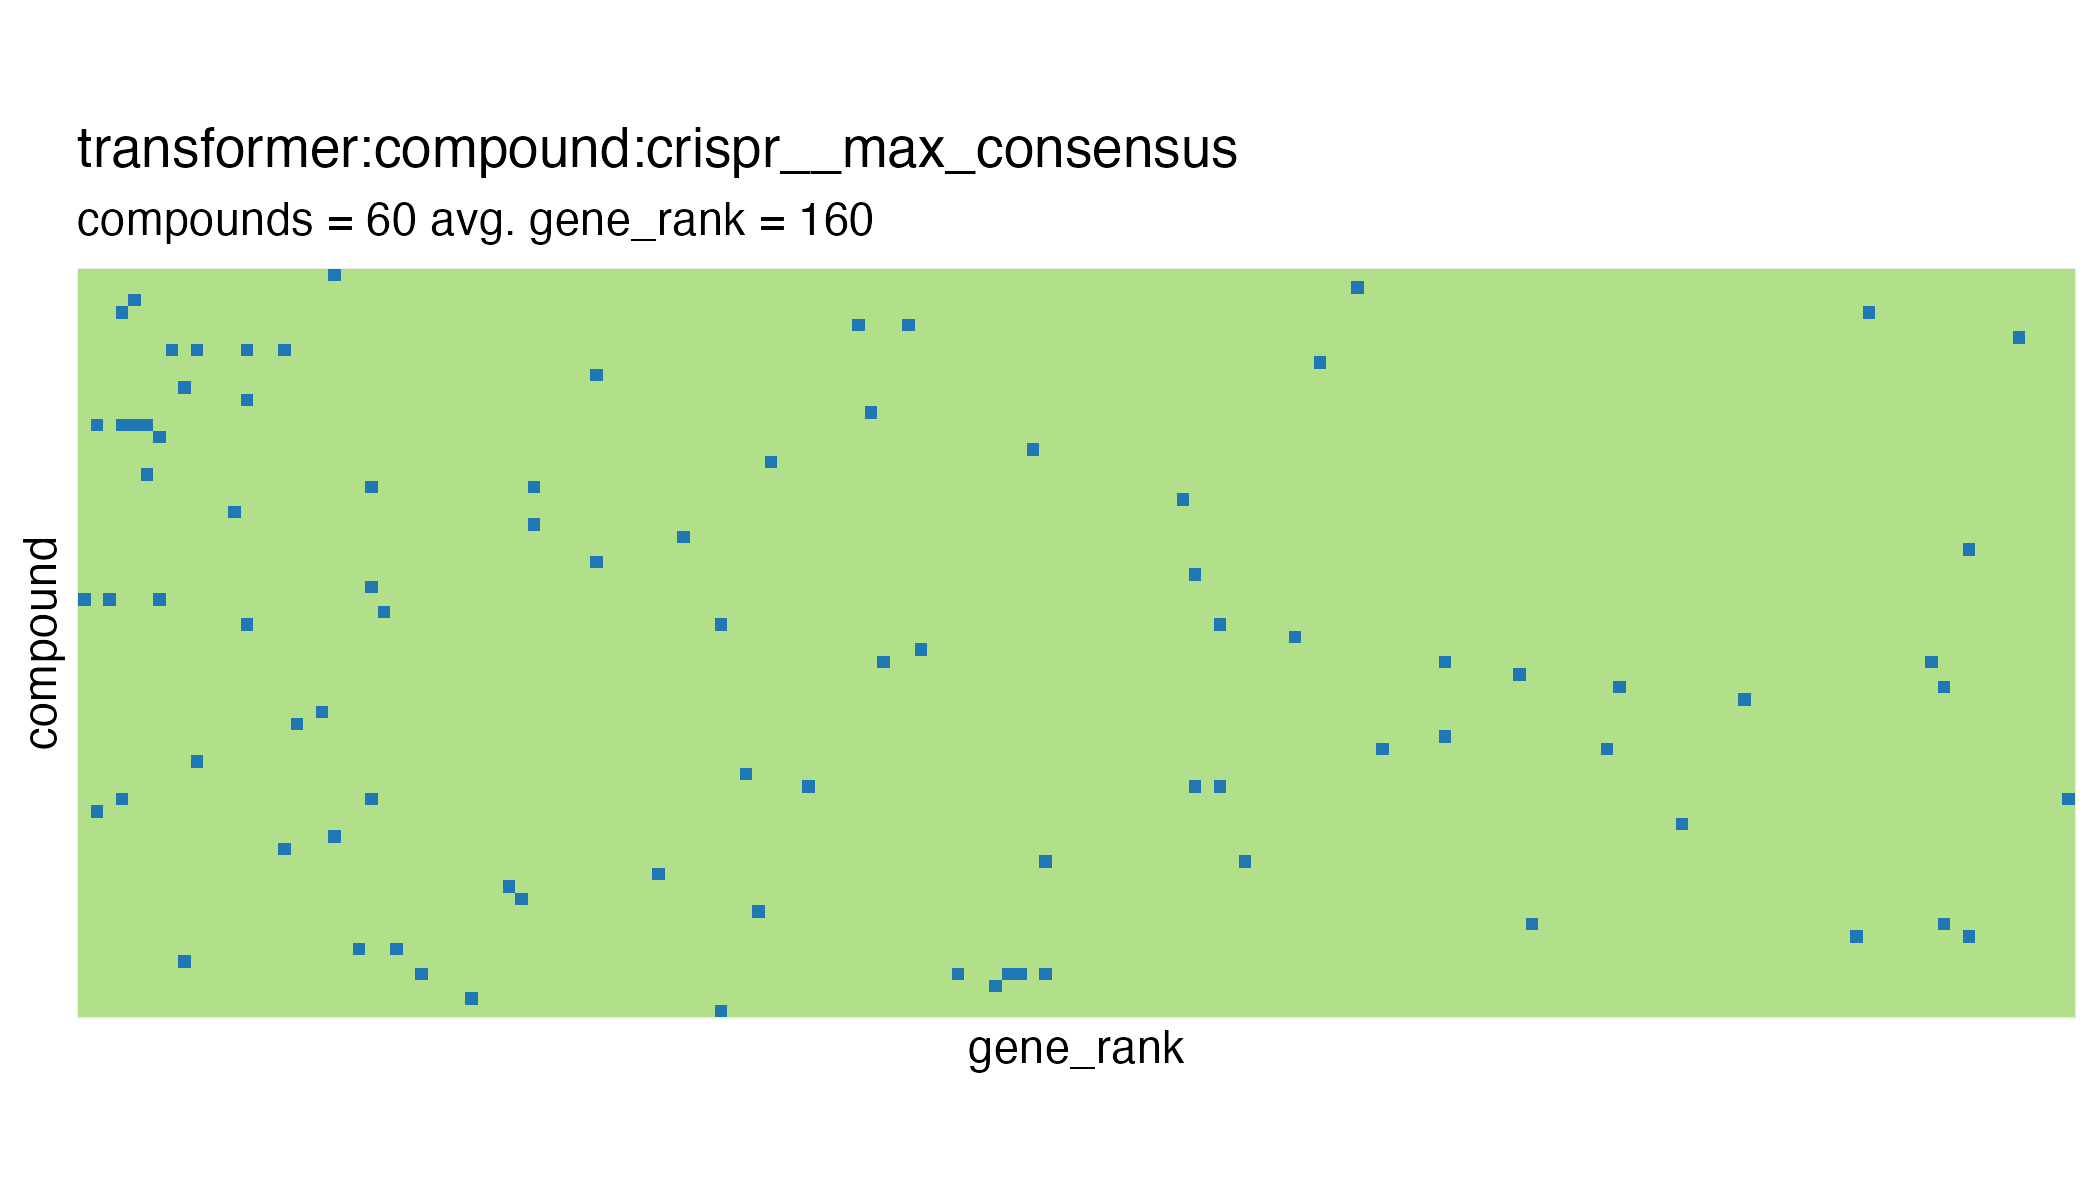 transformer:compound:crispr__max_consensus
compounds = 60 avg. gene_rank = 160
compound
gene_rank